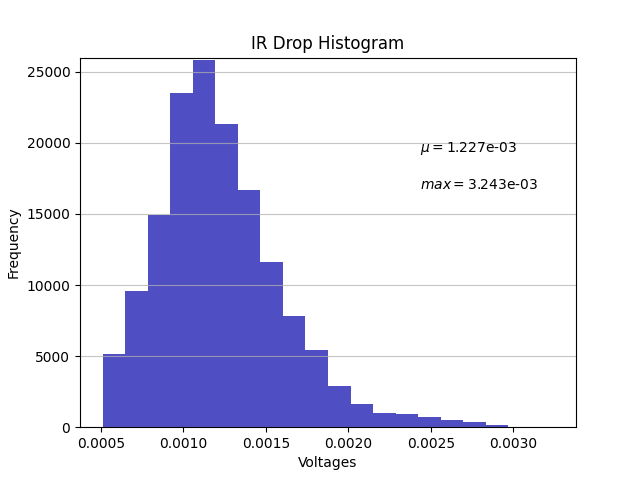 IR Drop Histogram
25000
20000
15000
10000
5000
0
Frequency
μ = 1.227e-03
max = 3.243e-03
0.0005 0.0010 0.0015 0.0020 0.0025 0.0030
Voltages